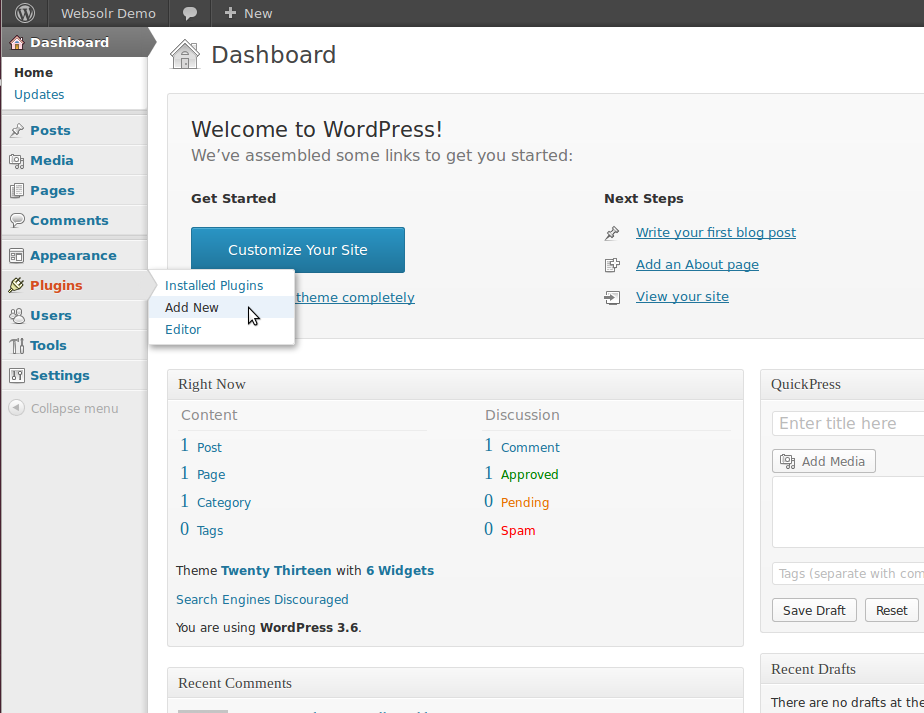 Websolr Demo
New
Dashboard
Home
Updates
Posts
Media
Pages
Comments
Appearance
Plugins
Users
Tools
Settings
Collapse menu
Installed Plugins
Add New
Editor
Dashboard
Welcome to WordPress!
We've assembled some links to get you started:
Get Started
Customize Your Site
theme completely
Next Steps
Write your first blog post
Add an About page
View your site
Right Now
Content
1 Post
1 Page
1 Category
0 Tags
Discussion
1 Comment
1 Approved
0 Pending
0 Spam
Theme Twenty Thirteen with 6 Widgets
Search Engines Discouraged
You are using WordPress 3.6.
Recent Comments
QuickPress
Enter title here
Add Media
Tags (separate with com
Save Draft
Reset
Recent Drafts
There are no drafts at the